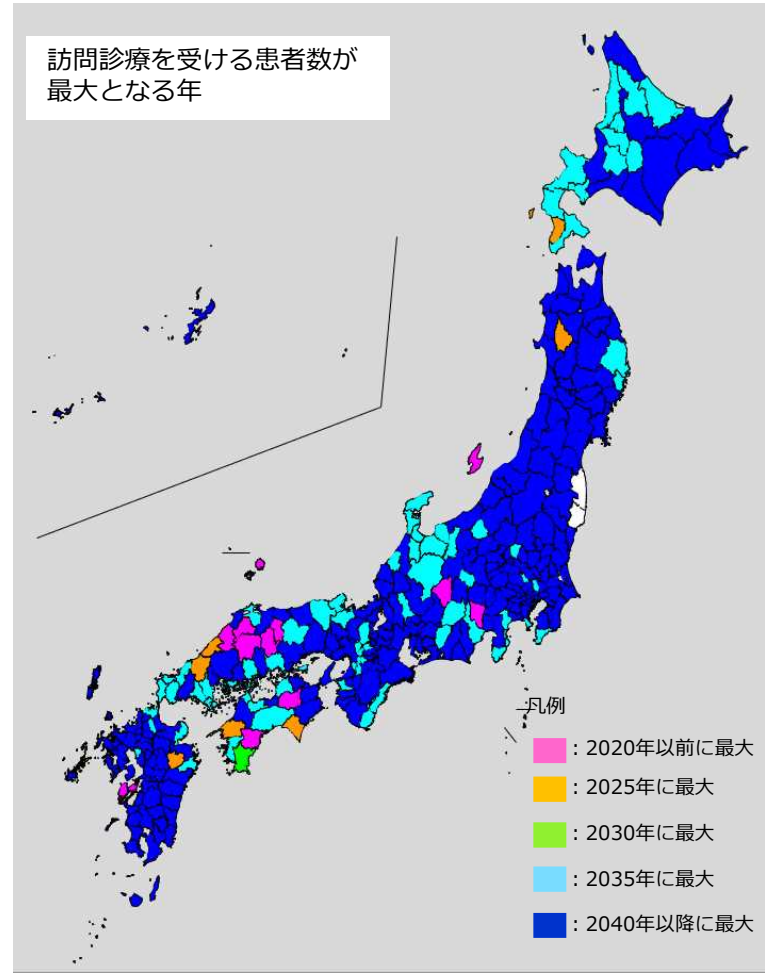 訪問診療を受ける患者数が
最大となる年
凡例
：2020年以前に最大
：2025年に最大
：2030年に最大
：2035年に最大
：2040年以降に最大